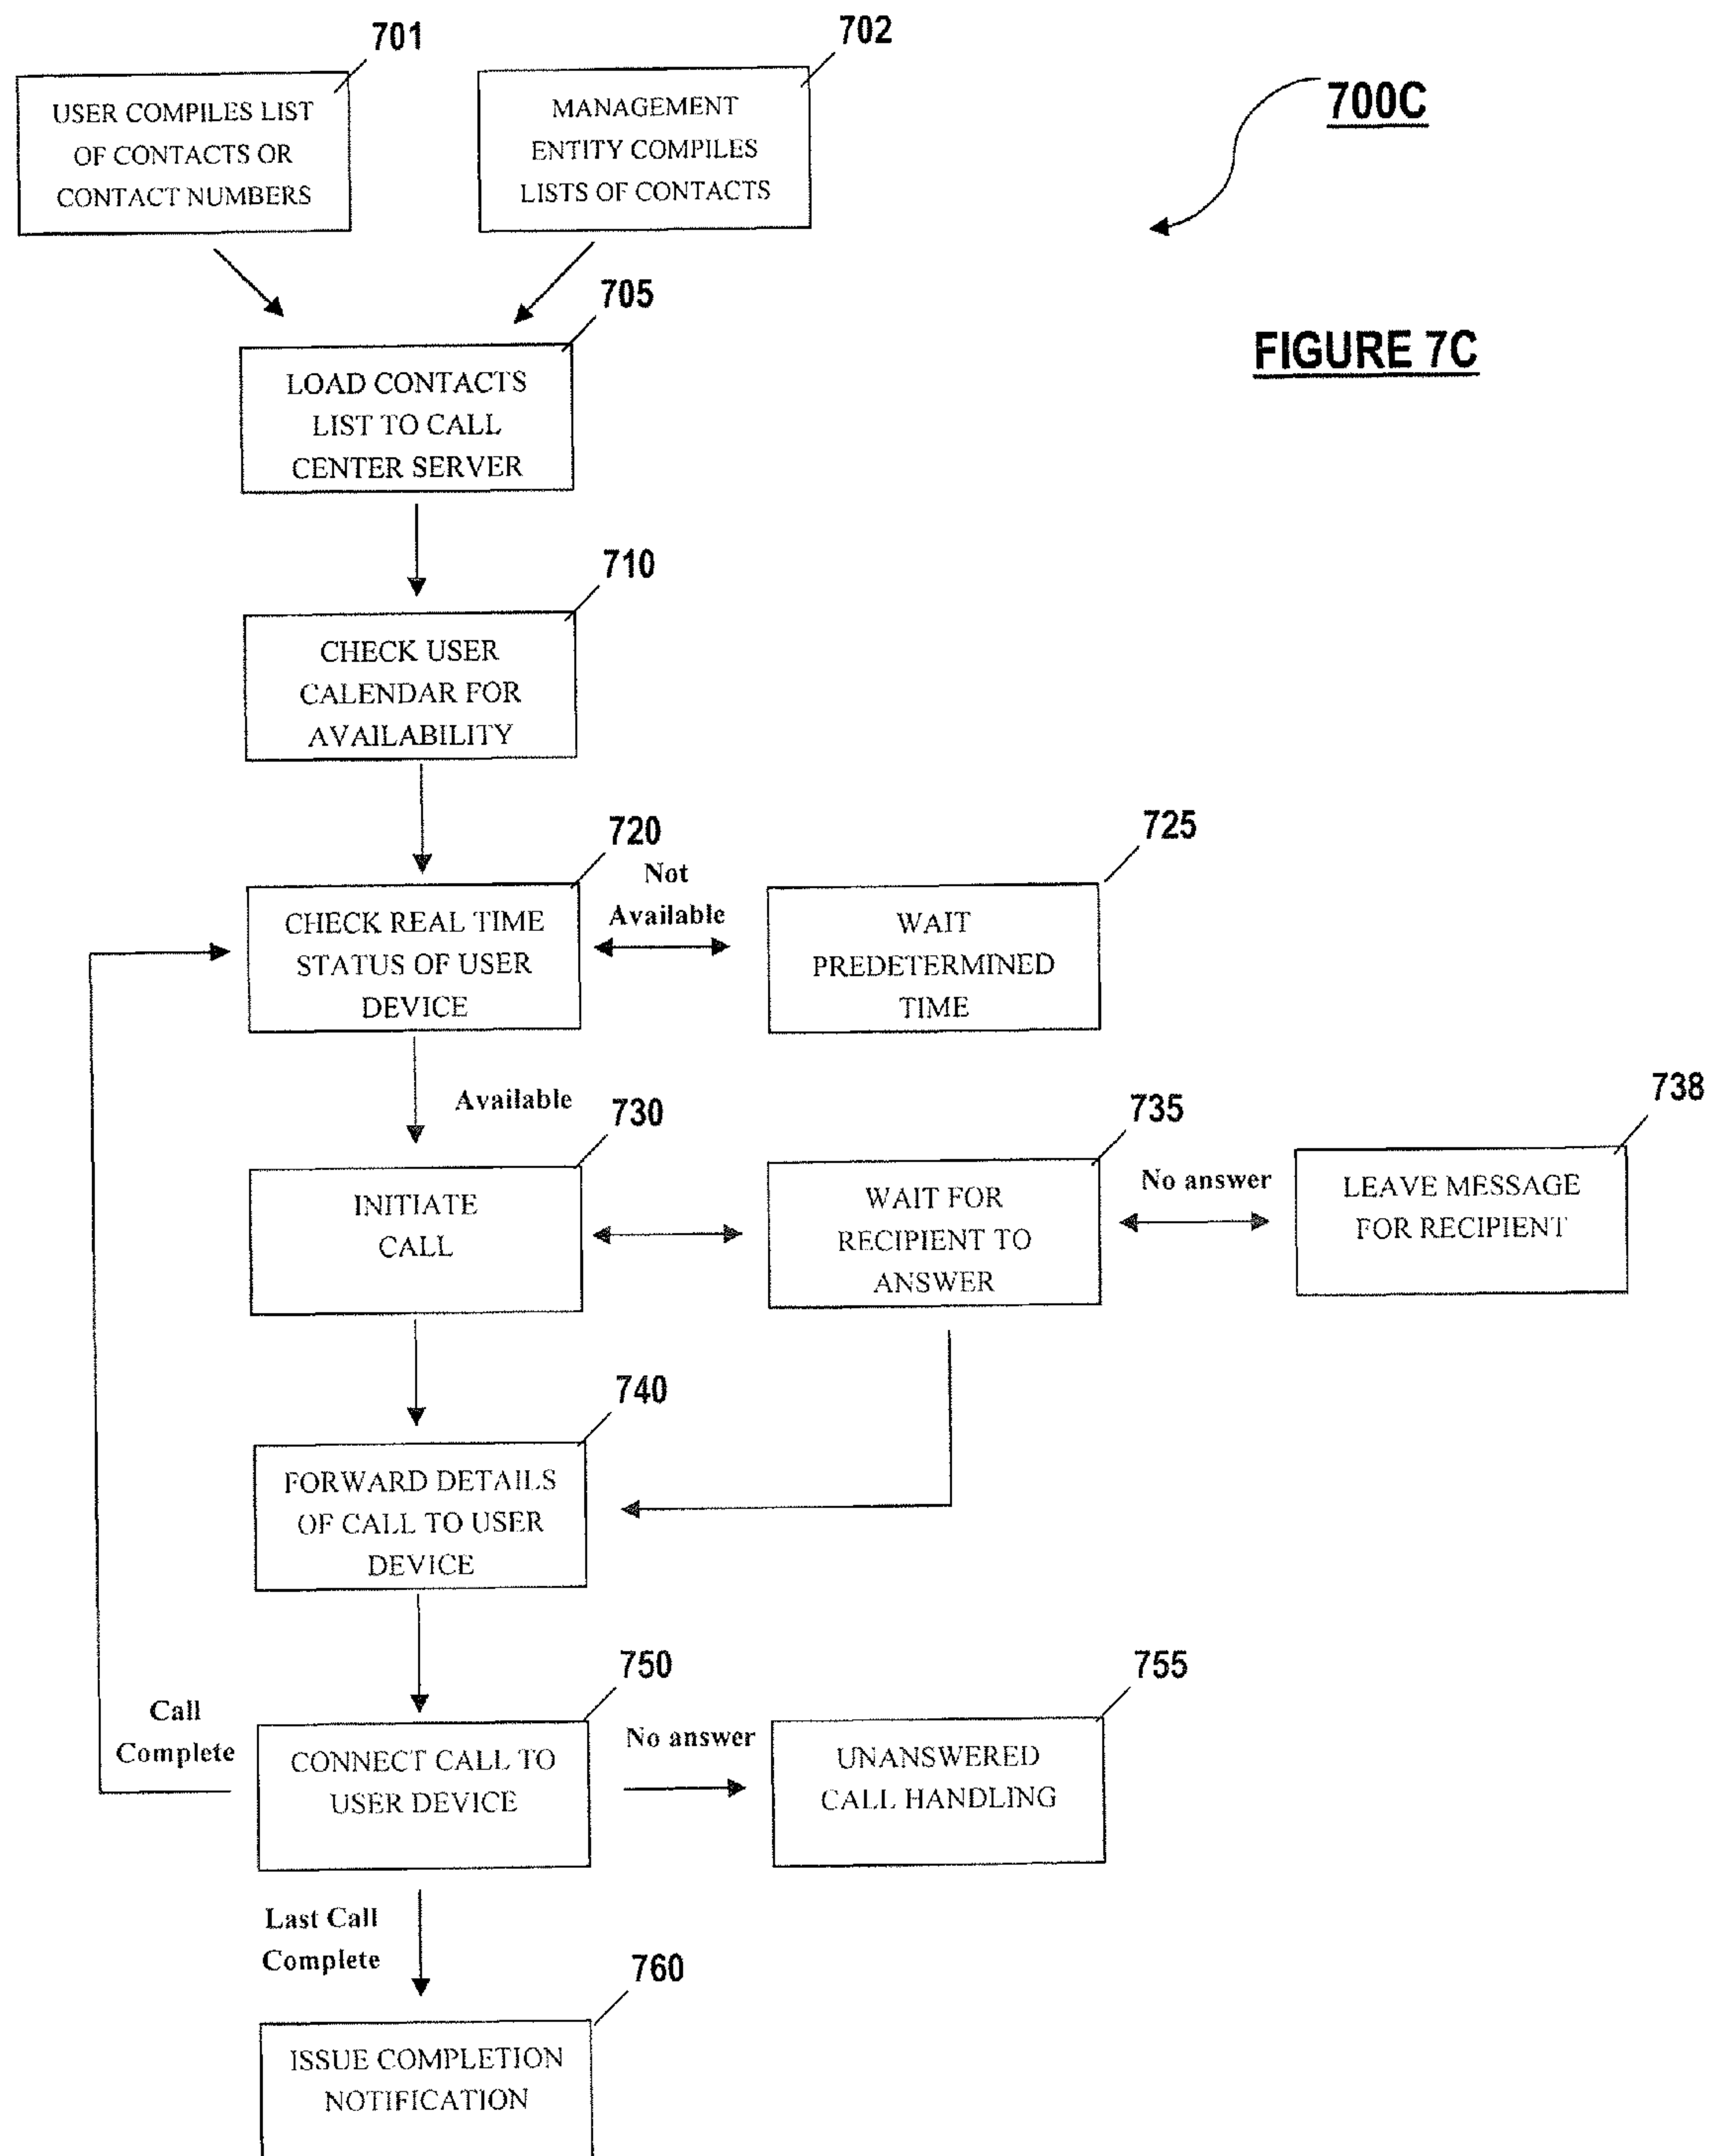 701
702
700C
USER COMPILES LIST
OF CONTACTS OR
CONTACT NUMBERS
MANAGEMENT
ENTITY COMPILES
LISTS OF CONTACTS
705
FIGURE 7C
LOAD CONTACTS
LIST TO CALL
CENTER SERVER
710
CHECK USER
CALENDAR FOR
AVAILABILITY
720
Not
Available
725
CHECK REAL TIME
STATUS OF USER
DEVICE
WAIT
PREDETERMINED
TIME
Available
730
735
738
INITIATE
CALL
WAIT FOR
RECIPIENT TO
ANSWER
No answer
LEAVE MESSAGE
FOR RECIPIENT
740
FORWARD DETAILS
OF CALL TO USER
DEVICE
750
755
Call
Complete
CONNECT CALL TO
USER DEVICE
No answer
UNANSWERED
CALL HANDLING
Last Call
Complete
760
ISSUE COMPLETION
NOTIFICATION